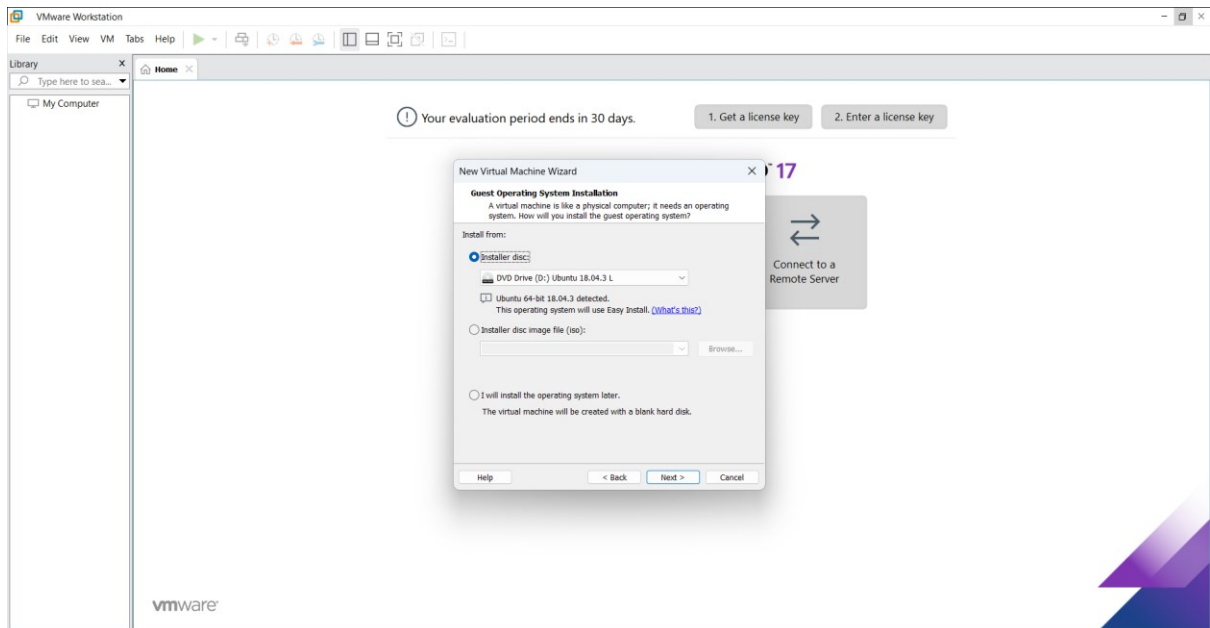 VMware Workstation
File Edit View VM Tabs Help
Library X
Type here to sea...
My Computer
Home
Your evaluation period ends in 30 days.
1. Get a license key
2. Enter a license key
17
New Virtual Machine Wizard
Guest Operating System Installation
A virtual machine is like a physical computer; it needs an operating
system. How will you install the guest operating system?
Install from:
Installer disc:
DVD Drive (D:) Ubuntu 18.04.3 L
Ubuntu 64-bit 18.04.3 detected.
This operating system will use Easy Install. (What's this?)
Installer disc image file (iso):
Browse...
I will install the operating system later.
The virtual machine will be created with a blank hard disk.
Help
< Back
Next >
Cancel
Connect to a
Remote Server
vmware